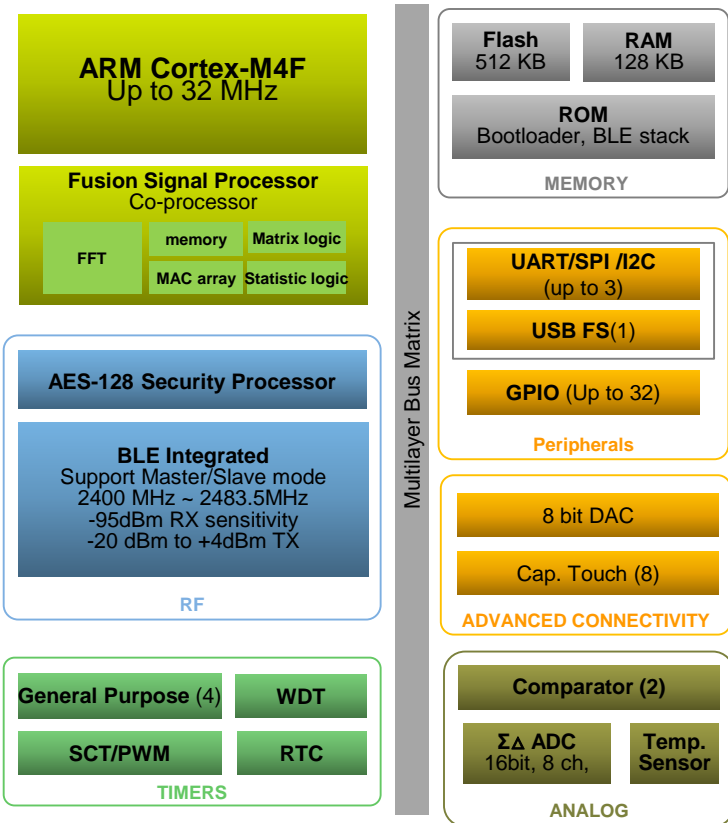 ARM Cortex-M4F
Up to 32 MHz
Fusion Signal Processor
Co-processor
FFT
memory
Matrix logic
MAC array
Statistic logic
AES-128 Security Processor
BLE Integrated
Support Master/Slave mode
2400 MHz ~ 2483.5MHz
-95dBm RX sensitivity
-20 dBm to +4dBm TX
RF
General Purpose (4)
WDT
SCT/PWM
RTC
TIMERS
Multilayer Bus Matrix
Flash
512 KB
RAM
128 KB
ROM
Bootloader, BLE stack
MEMORY
UART/SPI /I2C
(up to 3)
USB FS(1)
GPIO (Up to 32)
Peripherals
8 bit DAC
Cap. Touch (8)
ADVANCED CONNECTIVITY
Comparator (2)
ΣΔ ADC
16bit, 8 ch,
Temp.
Sensor
ANALOG